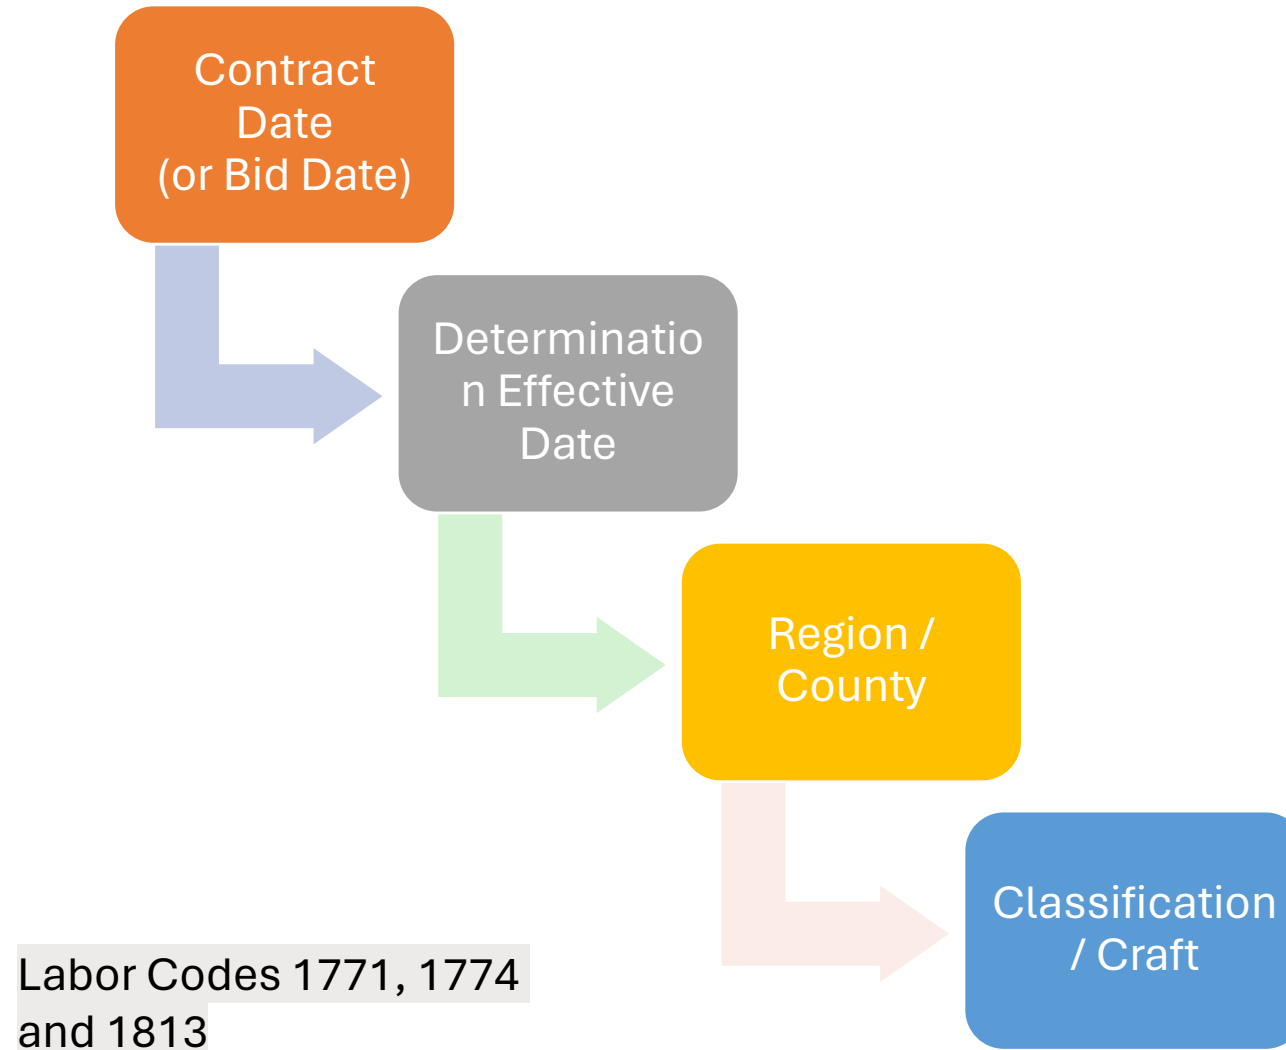 Contract
Date
(or Bid Date)
Determinatio
n Effective
Date
Region /
County
Classification
/ Craft
Labor Codes 1771, 1774
and 1813